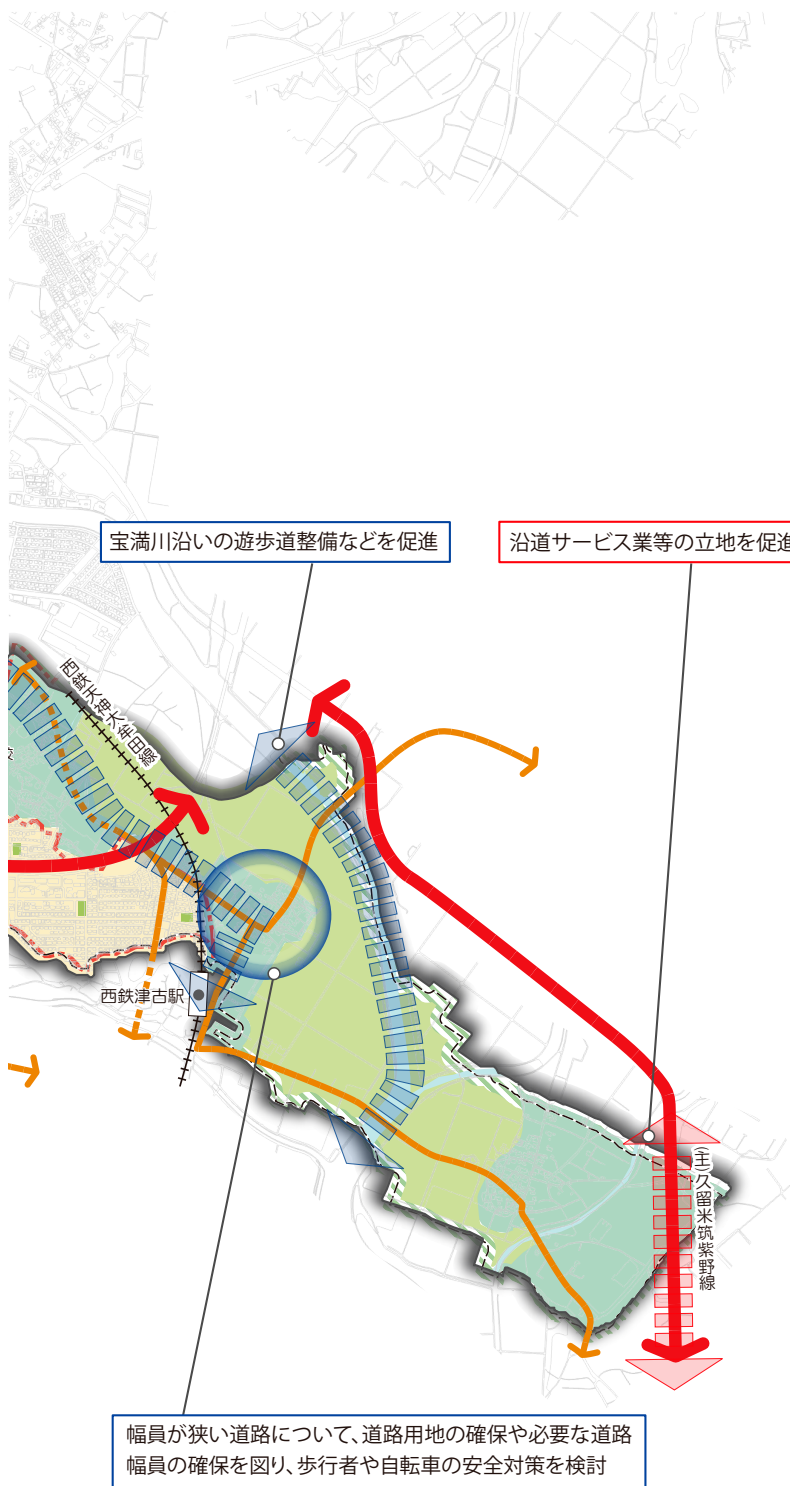 宝満川沿いの遊歩道整備などを促進
沿道サービス業等の立地を促進
西鉄天神大牟田線
校
西鉄津古駅
(主)久留米筑紫野線
幅員が狭い道路について、道路用地の確保や必要な道路
幅員の確保を図り、歩行者や自転車の安全対策を検討